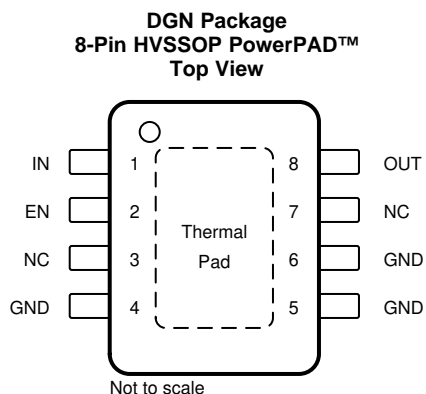 DGN Package
8-Pin HVSSOP PowerPAD™
Top View
IN 1 8 OUT
EN 2 7 NC
Thermal
Pad
NC 3 6 GND
GND 4 5 GND
Not to scale